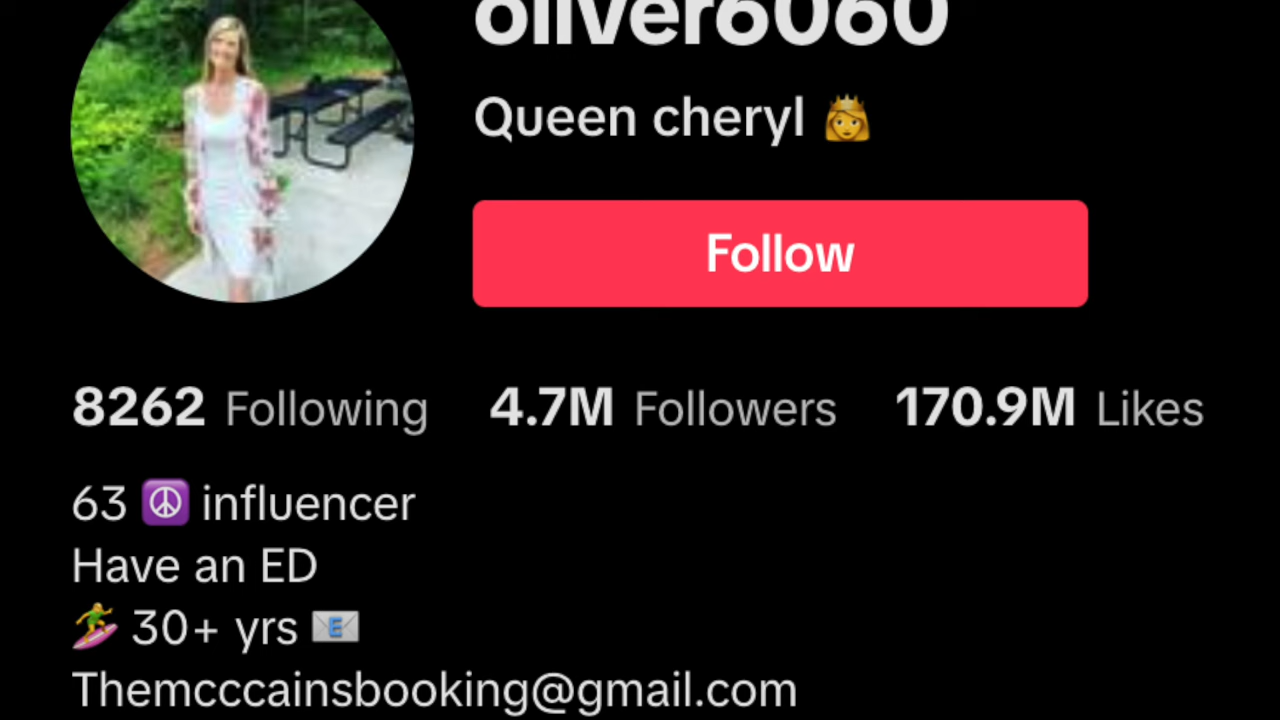 oliver6060
Queen cheryl 👸
Follow
8262 Following 4.7M Followers 170.9M Likes
63 ☮️ influencer
Have an ED
🏄 30+ yrs 📧
Themcccainsbooking@gmail.com